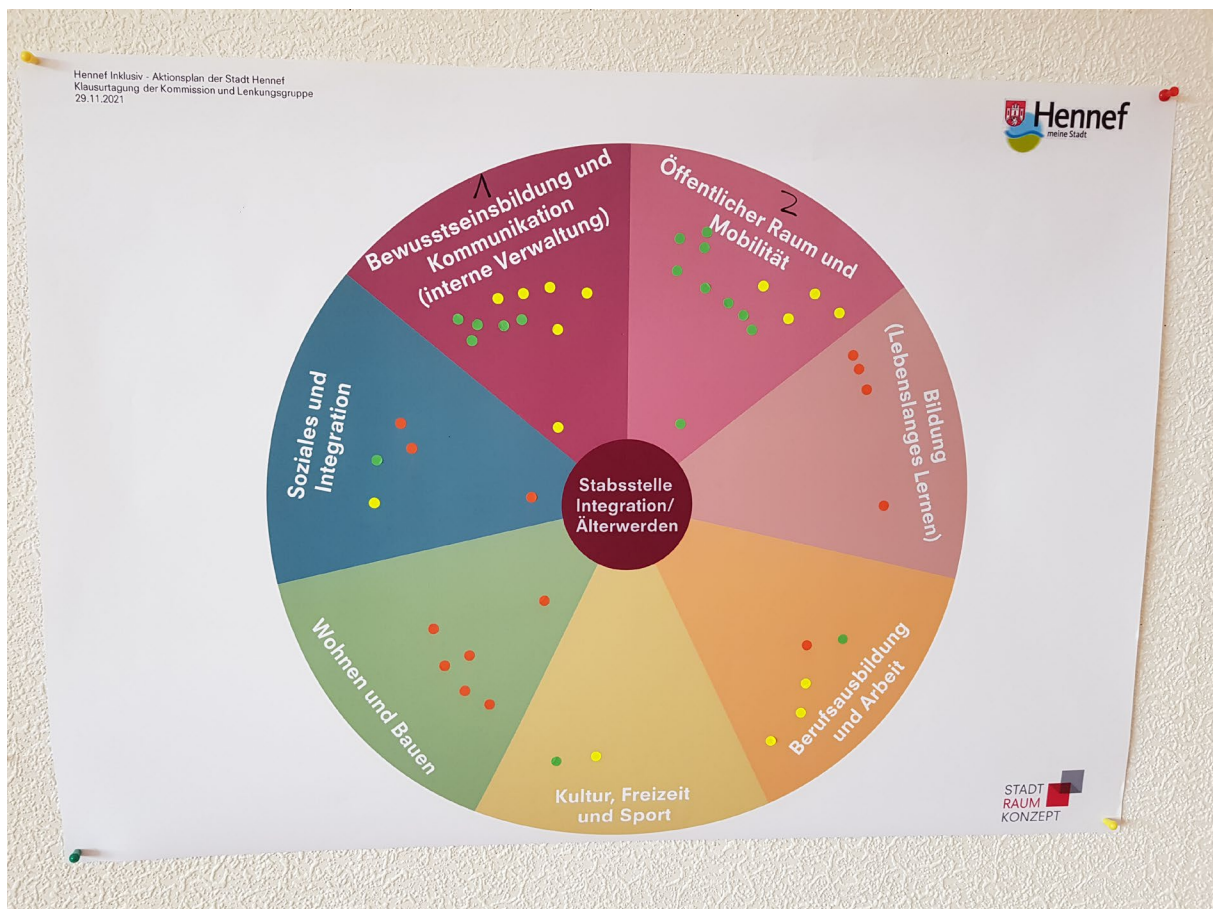 Hennef Inklusiv - Aktionsplan der Stadt Hennef
Klausurtagung der Kommission und Lenkungsgruppe
29.11.2021
Hennef
meine Stadt
1
Bewusstseinsbildung und
Kommunikation
(interne Verwaltung)
2
Öffentlicher Raum und
Mobilität
Bildung
(Lebenslanges Lernen)
Soziales und
Integration
Stabsstelle
Integration/
Älterwerden
Wohnen und Bauen
Berufsausbildung
und Arbeit
Kultur, Freizeit
und Sport
STADT
RAUM
KONZEPT